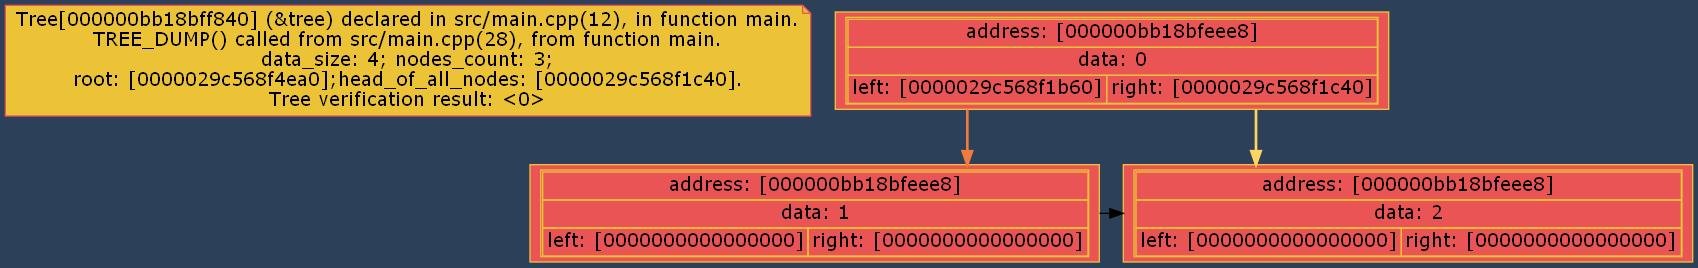 Tree[000000bb18bff840] (&tree) declared in src/main.cpp(12), in function main.
TREE_DUMP() called from src/main.cpp(28), from function main.
data_size: 4; nodes_count: 3;
root: [0000029c568f4ea0];head_of_all_nodes: [0000029c568f1c40].
Tree verification result: <0>
address: [000000bb18bfeee8]
data: 0
left: [0000029c568f1b60] right: [0000029c568f1c40]
address: [000000bb18bfeee8]
data: 1
left: [0000000000000000] right: [0000000000000000]
address: [000000bb18bfeee8]
data: 2
left: [0000000000000000] right: [0000000000000000]